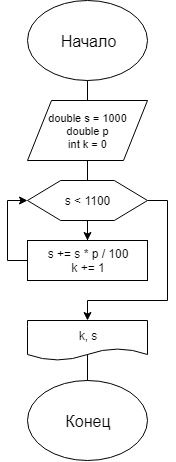 Начало
double s = 1000
double p
int k = 0
s < 1100
s += s * p / 100
k += 1
k, s
Конец